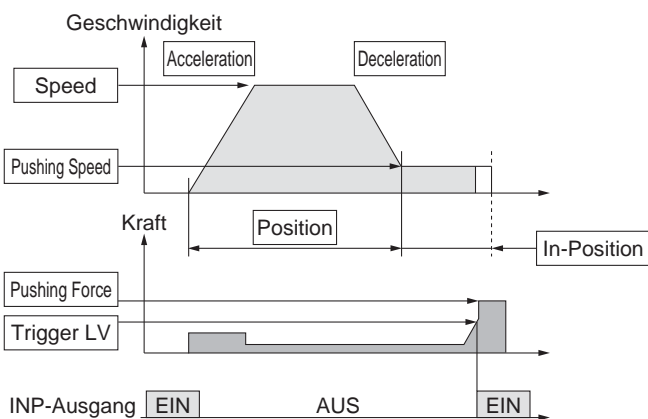 Geschwindigkeit
Acceleration
Deceleration
Speed
Pushing Speed
Kraft
Position
In-Position
Pushing Force
Trigger LV
INP-Ausgang EIN AUS EIN